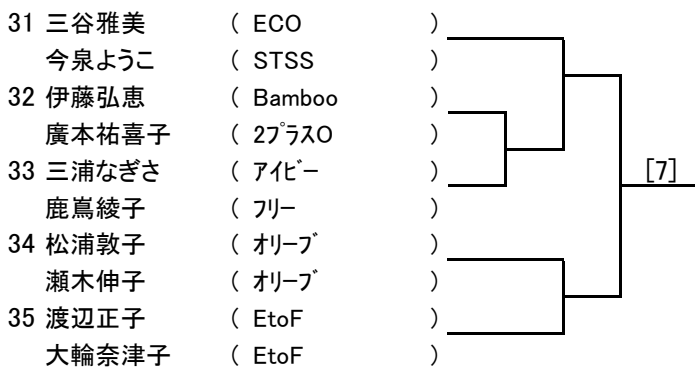 31 三谷雅美 ( ECO )
今泉ようこ ( STSS )
32 伊藤弘恵 ( Bamboo )
廣本祐喜子 ( 2ﾌﾟﾗｽO )
33 三浦なぎさ ( ｱｲﾋﾞｰ )
[7]
鹿嶌綾子 ( ﾌﾘｰ )
34 松浦敦子 ( ｵﾘｰﾌﾞ )
瀬木伸子 ( ｵﾘｰﾌﾞ )
35 渡辺正子 ( EtoF )
大輪奈津子 ( EtoF )